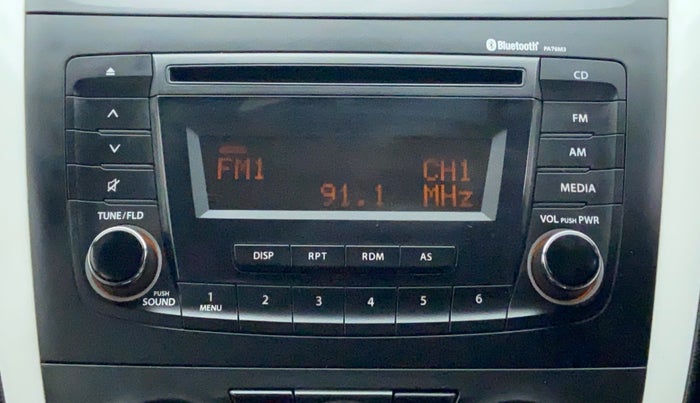 Bluetooth® PA76M3
CD
FM
AM
MEDIA
FM1 CH1
91.1 MHz
TUNE/FLD
VOL PUSH PWR
DISP RPT RDM AS
PUSH
SOUND
1 2 3 4 5 6
MENU